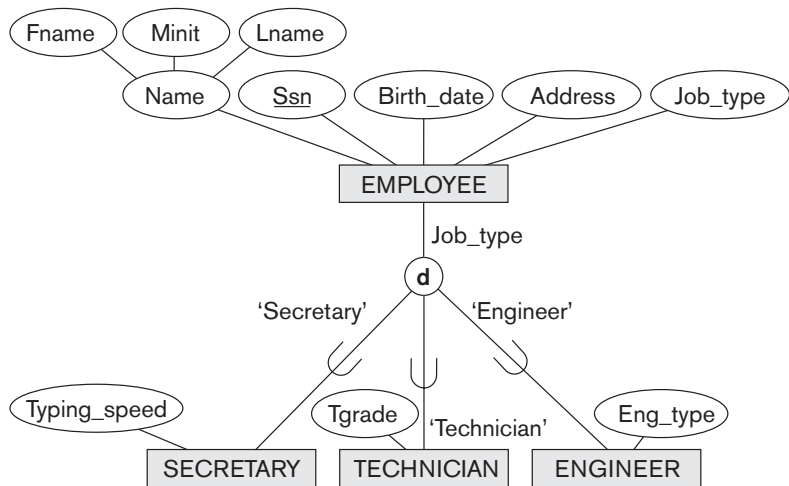 Fname Minit Lname
Name Ssn Birth_date Address Job_type
EMPLOYEE
Job_type
d
‘Secretary’ ‘Engineer’
Typing_speed Tgrade ‘Technician’ Eng_type
SECRETARY TECHNICIAN ENGINEER